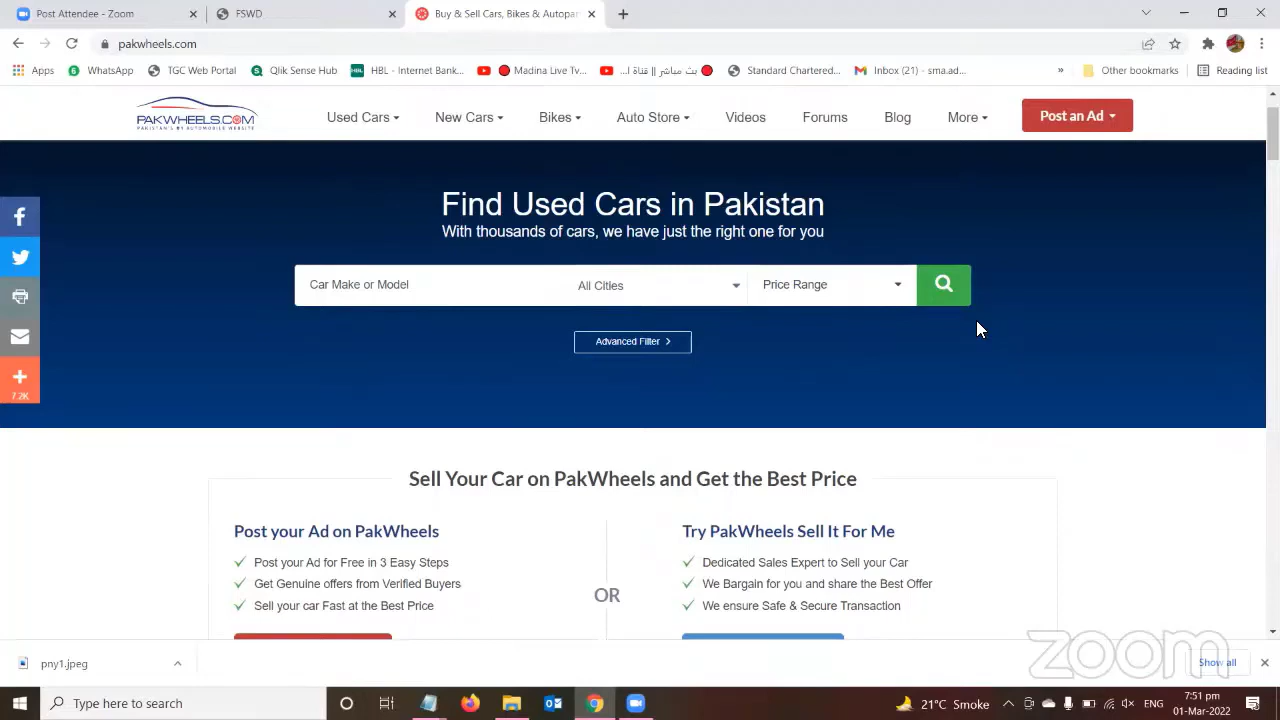 Post Attendee - Zoom
FSWD
Buy & Sell Cars, Bikes & Autopar
pakwheels.com
Apps
WhatsApp
TGC Web Portal
Qlik Sense Hub
HBL - Internet Bank...
Madina Live Tv...
بث مباشر || قناة ا...
Standard Chartered...
Inbox (21) - sma.ad...
»
Other bookmarks
Reading list
PAKWHEELS.COM
PAKISTAN'S #1 AUTOMOBILE WEBSITE
Used Cars
New Cars
Bikes
Auto Store
Videos
Forums
Blog
More
Post an Ad
Find Used Cars in Pakistan
With thousands of cars, we have just the right one for you
Car Make or Model
All Cities
Price Range
Advanced Filter
7.2K
Sell Your Car on PakWheels and Get the Best Price
Post your Ad on PakWheels
Post your Ad for Free in 3 Easy Steps
Get Genuine offers from Verified Buyers
Sell your car Fast at the Best Price
OR
Try PakWheels Sell It For Me
Dedicated Sales Expert to Sell your Car
We Bargain for you and share the Best Offer
We ensure Safe & Secure Transaction
pny1.jpeg
zoom
Show all
Type here to search
21°C Smoke
7:51 pm
01-Mar-2022